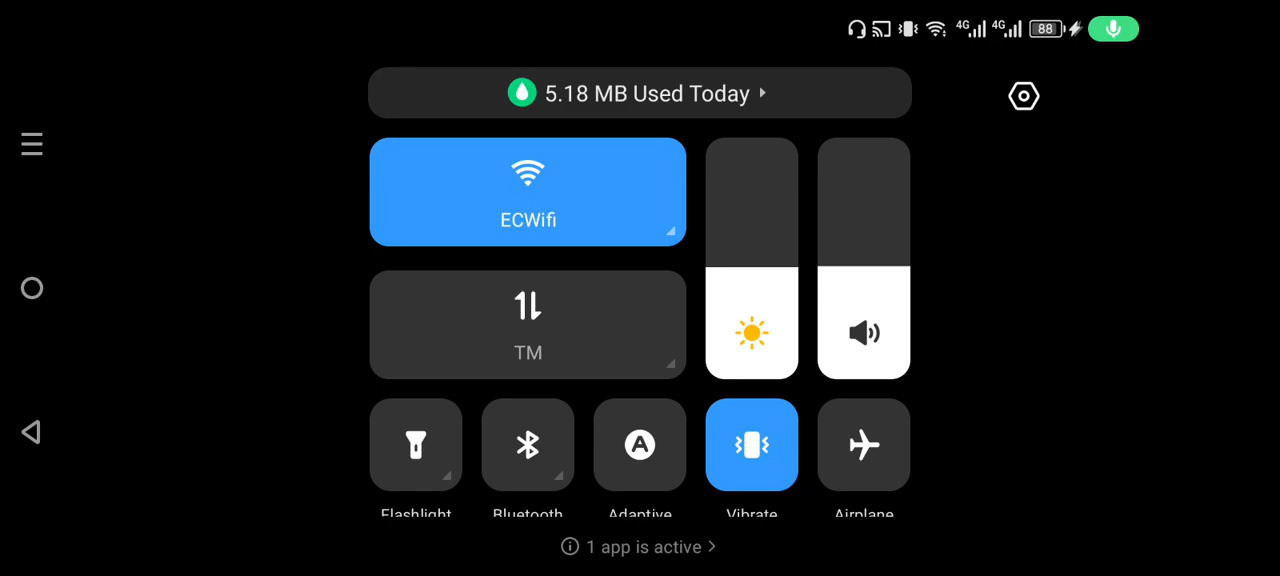 4G 4G 88
5.18 MB Used Today
ECWifi
TM
A
Flashlight Bluetooth Adaptive Vibrate Airplane
1 app is active